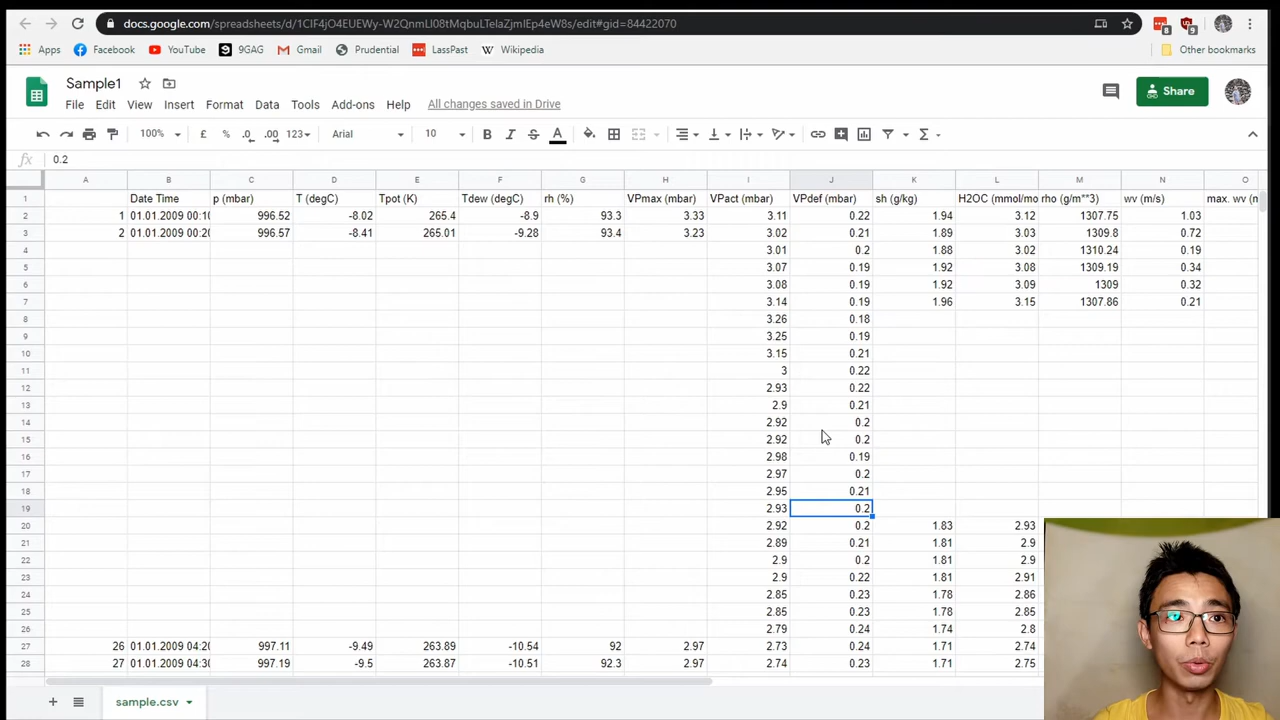 docs.google.com/spreadsheets/d/1CIF4jO4EUEWy-W2QnmLl08tMqbuLTelaZjmIEp4eW8s/edit#gid=84422070
8 9
Apps Facebook YouTube 9GAG Gmail Prudential LassPast Wikipedia Other bookmarks
Sample1
File Edit View Insert Format Data Tools Add-ons Help All changes saved in Drive
Share
100% £ % .0 .00 123 Arial 10 B I S A Σ
fx 0.2
A B C D E F G H I J K L M N O
1 Date Time p (mbar) T (degC) Tpot (K) Tdew (degC) rh (%) VPmax (mbar) VPact (mbar) VPdef (mbar) sh (g/kg) H2OC (mmol/mo rho (g/m**3) wv (m/s) max. wv (m
2 1 01.01.2009 00:10 996.52 -8.02 265.4 -8.9 93.3 3.33 3.11 0.22 1.94 3.12 1307.75 1.03
3 2 01.01.2009 00:20 996.57 -8.41 265.01 -9.28 93.4 3.23 3.02 0.21 1.89 3.03 1309.8 0.72
4 3.01 0.2 1.88 3.02 1310.24 0.19
5 3.07 0.19 1.92 3.08 1309.19 0.34
6 3.08 0.19 1.92 3.09 1309 0.32
7 3.14 0.19 1.96 3.15 1307.86 0.21
8 3.26 0.18
9 3.25 0.19
10 3.15 0.21
11 3 0.22
12 2.93 0.22
13 2.9 0.21
14 2.92 0.2
15 2.92 0.2
16 2.98 0.19
17 2.97 0.2
18 2.95 0.21
19 2.93 0.2
20 2.92 0.2 1.83 2.93
21 2.89 0.21 1.81 2.9
22 2.9 0.2 1.81 2.9
23 2.9 0.22 1.81 2.91
24 2.85 0.23 1.78 2.86
25 2.85 0.23 1.78 2.85
26 2.79 0.24 1.74 2.8
27 26 01.01.2009 04:20 997.11 -9.49 263.89 -10.54 92 2.97 2.73 0.24 1.71 2.74
28 27 01.01.2009 04:30 997.19 -9.5 263.87 -10.51 92.3 2.97 2.74 0.23 1.71 2.75
sample.csv